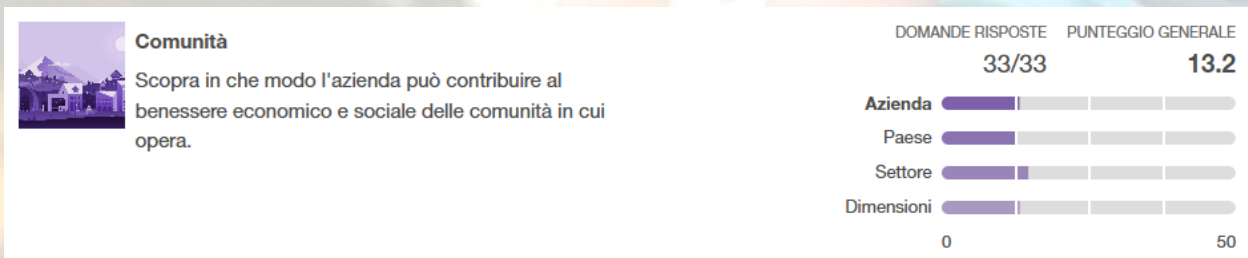 Comunità
Scopra in che modo l'azienda può contribuire al
benessere economico e sociale delle comunità in cui
opera.
DOMANDE RISPOSTE PUNTEGGIO GENERALE
33/33 13.2
Azienda
Paese
Settore
Dimensioni
0 50